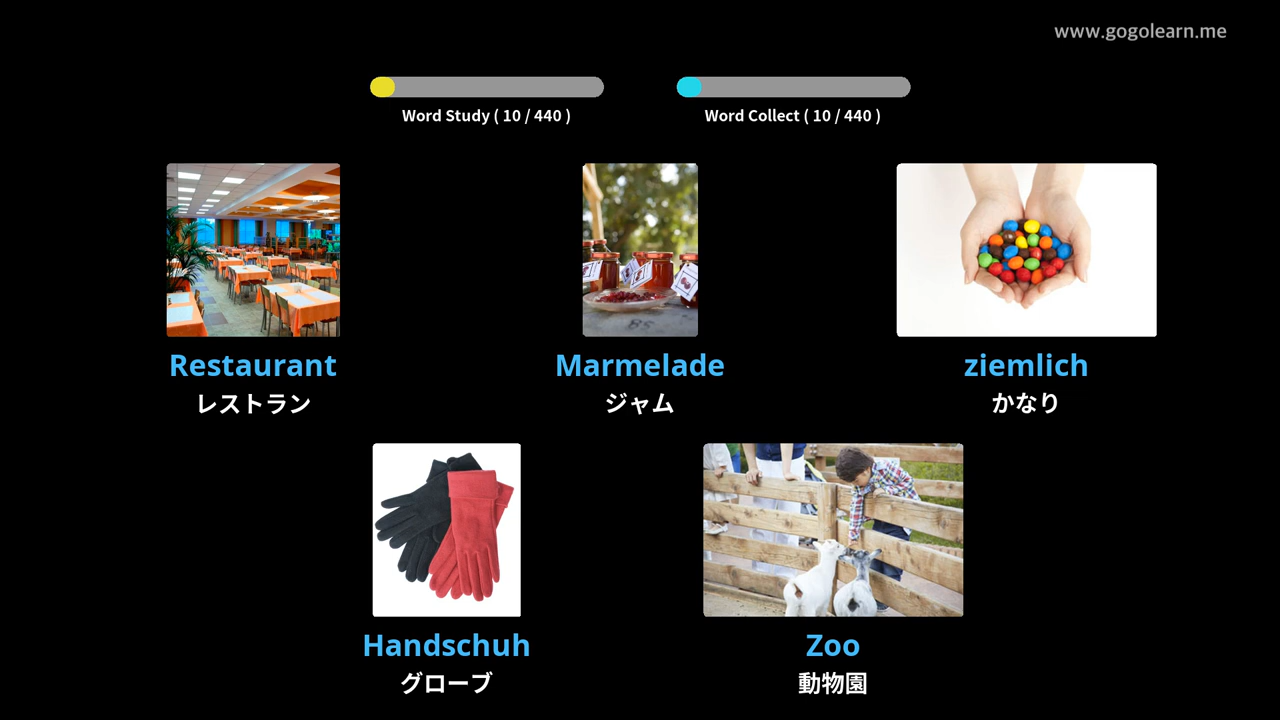 www.gogolearn.me
Word Study ( 10 / 440 )
Word Collect ( 10 / 440 )
Restaurant
レストラン
Marmelade
ジャム
ziemlich
かなり
Handschuh
グローブ
Zoo
動物園